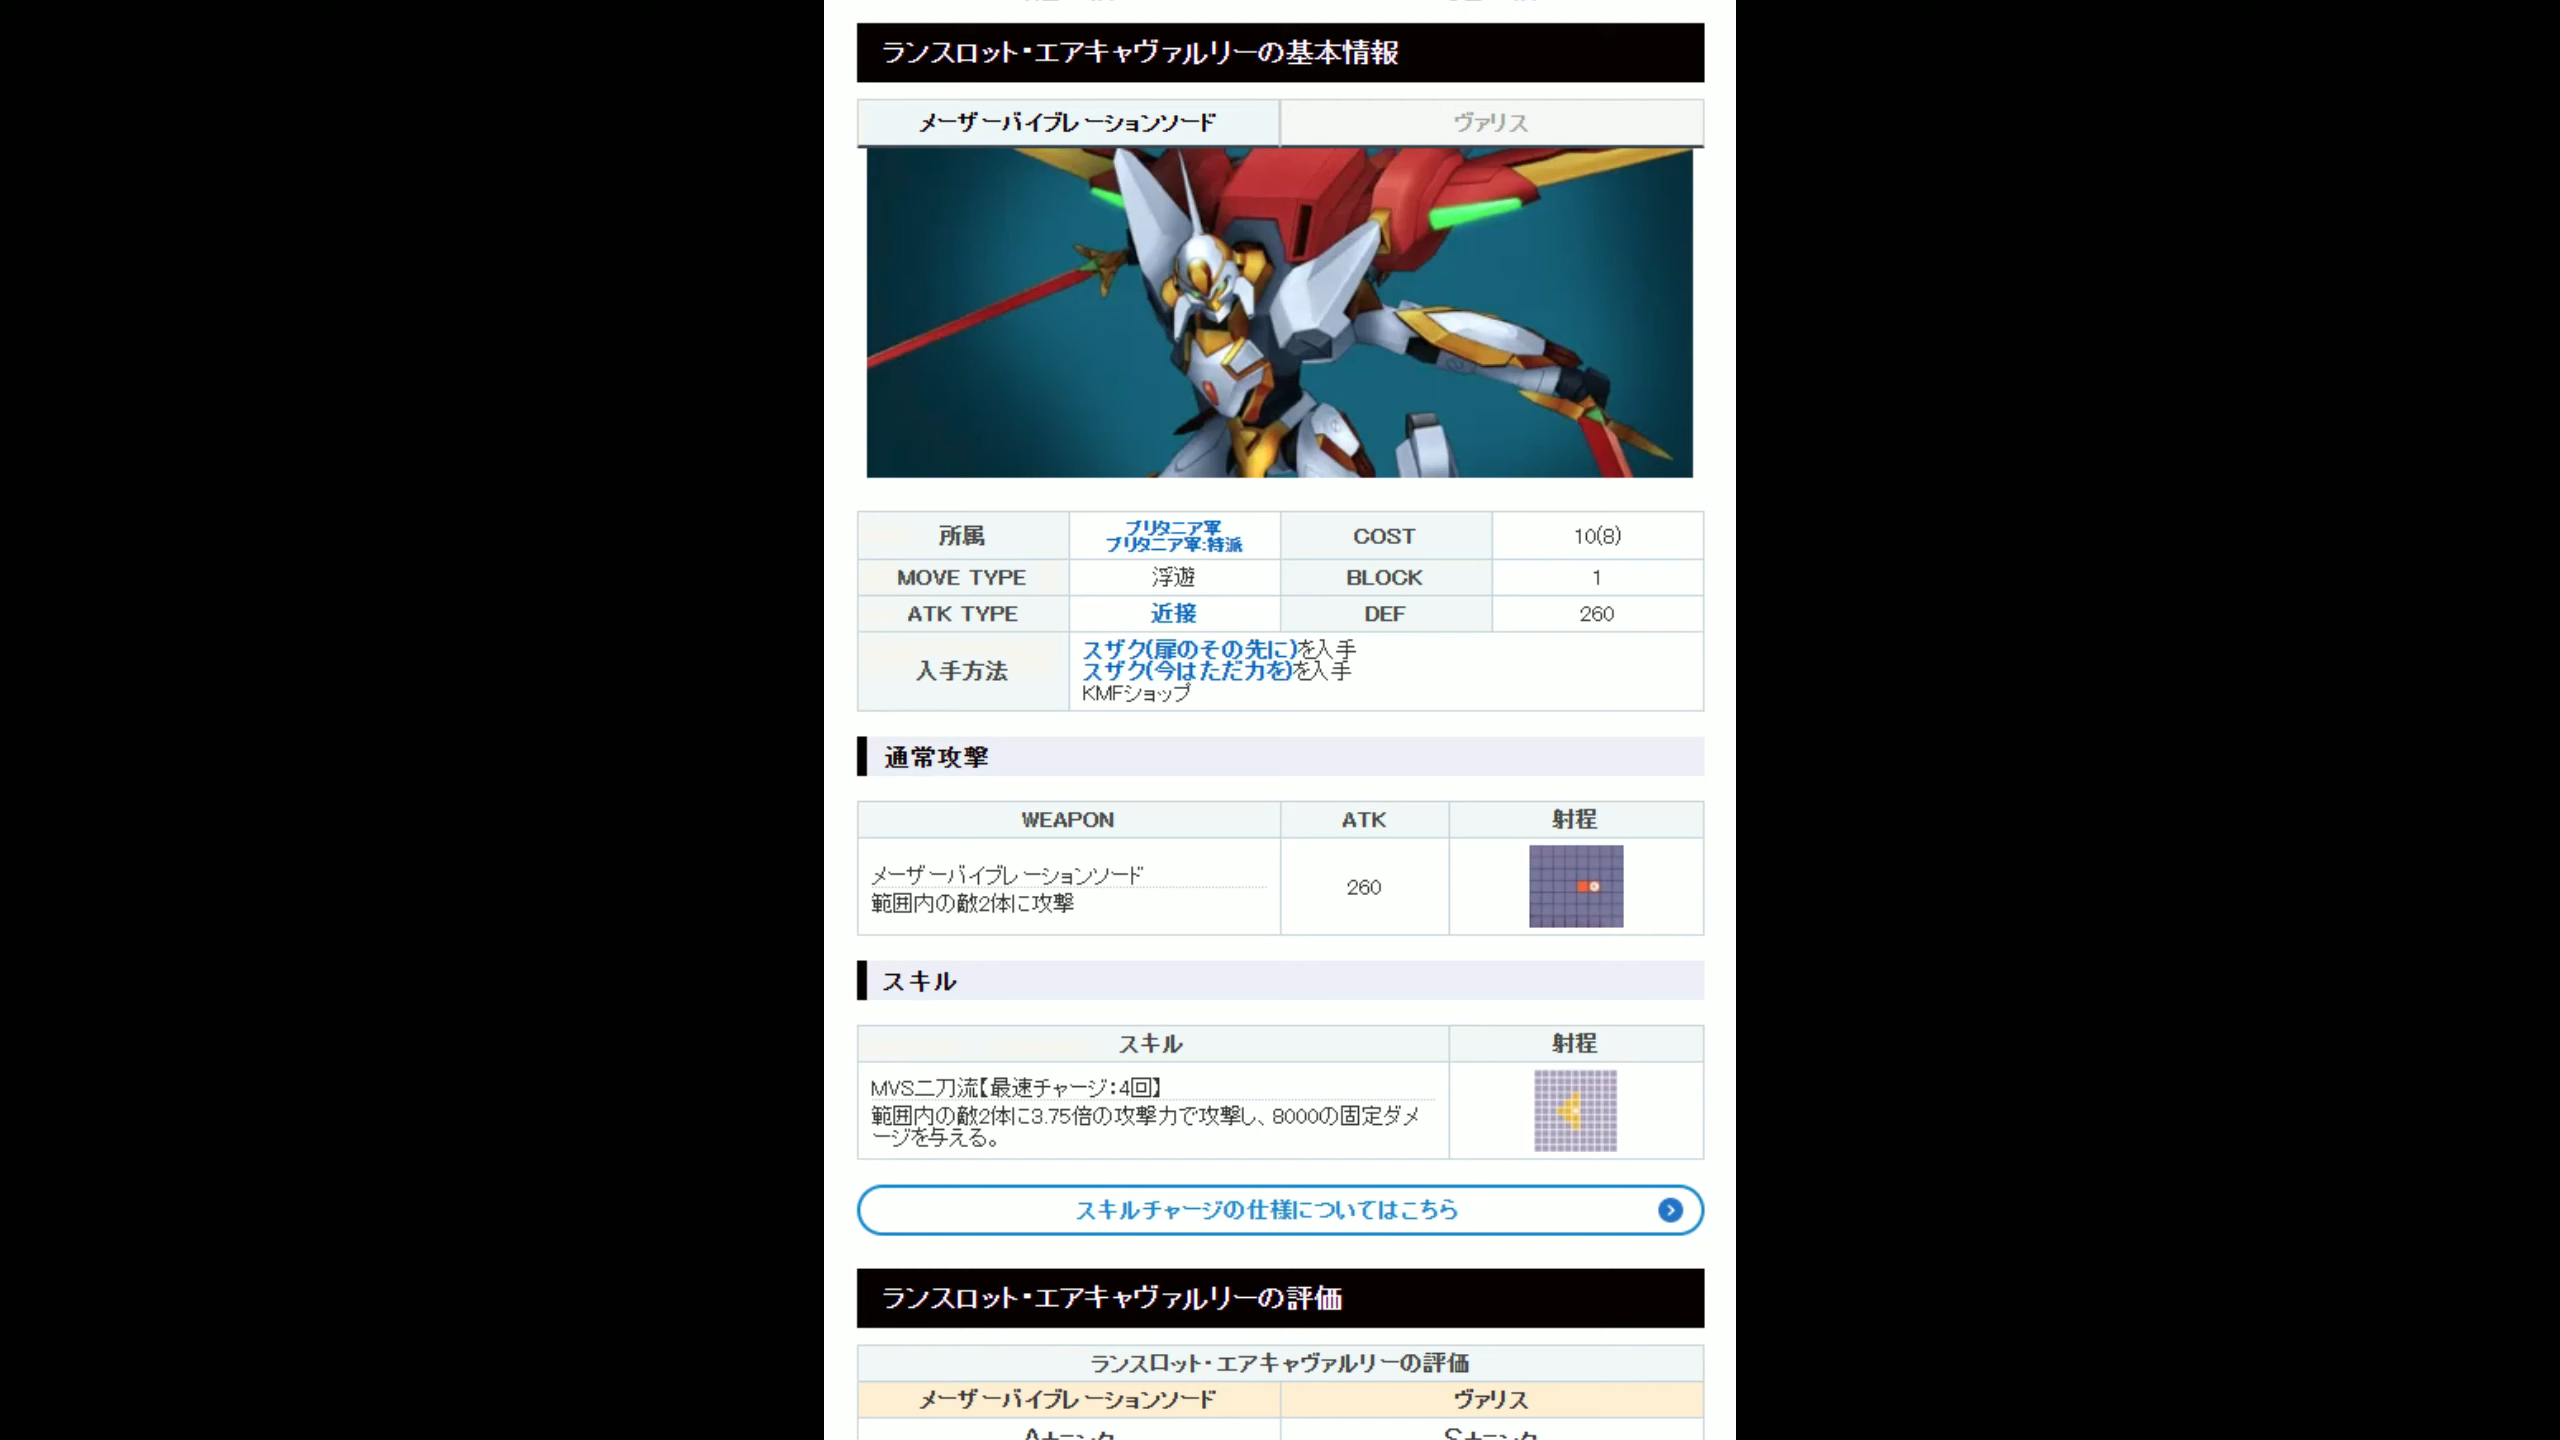 ランスロット・エアキャヴァルリーの基本情報
メーザーバイブレーションソード
ヴァリス
所属
ブリタニア軍
ブリタニア軍:特派
COST
10(8)
MOVE TYPE
浮遊
BLOCK
1
ATK TYPE
近接
DEF
260
入手方法
スザク(扉のその先に)を入手
スザク(今はただ力を)を入手
KMFショップ
通常攻撃
WEAPON
ATK
射程
メーザーバイブレーションソード
範囲内の敵2体に攻撃
260
スキル
スキル
射程
MVS二刀流【最速チャージ:4回】
範囲内の敵2体に3.75倍の攻撃力で攻撃し、8000の固定ダメ
ージを与える。
スキルチャージの仕様についてはこちら
ランスロット・エアキャヴァルリーの評価
ランスロット・エアキャヴァルリーの評価
メーザーバイブレーションソード
ヴァリス